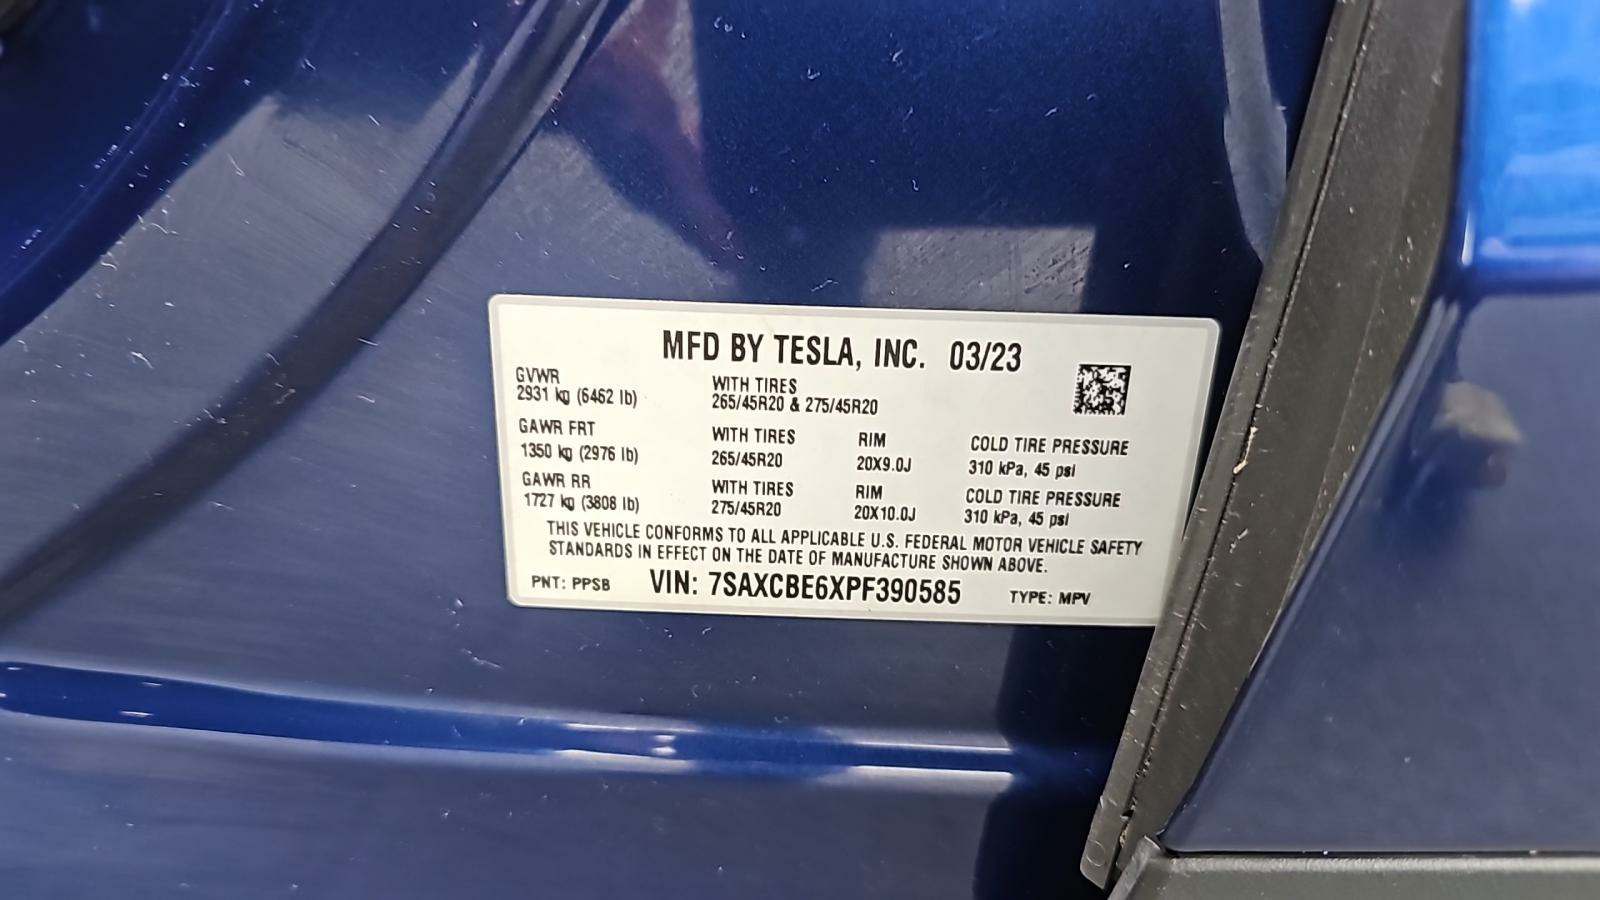 MFD BY TESLA, INC. 03/23
GVWR
2931 kg (6462 lb)
WITH TIRES
265/45R20 & 275/45R20
GAWR FRT
1350 kg (2976 lb)
WITH TIRES
265/45R20
RIM
20X9.0J
COLD TIRE PRESSURE
310 kPa, 45 psi
GAWR RR
1727 kg (3808 lb)
WITH TIRES
275/45R20
RIM
20X10.0J
COLD TIRE PRESSURE
310 kPa, 45 psi
THIS VEHICLE CONFORMS TO ALL APPLICABLE U.S. FEDERAL MOTOR VEHICLE SAFETY
STANDARDS IN EFFECT ON THE DATE OF MANUFACTURE SHOWN ABOVE.
PNT: PPSB VIN: 7SAXCBE6XPF390585 TYPE: MPV